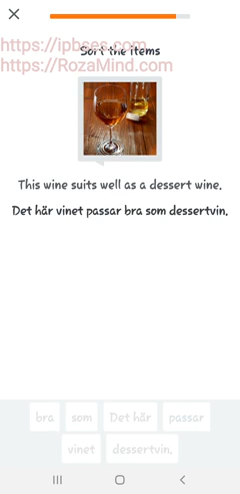 Sort the items
https://ipbees.com
https://RozaMind.com
This wine suits well as a dessert wine.
Det här vinet passar bra som dessertvin.
bra som Det här passar
vinet dessertvin.